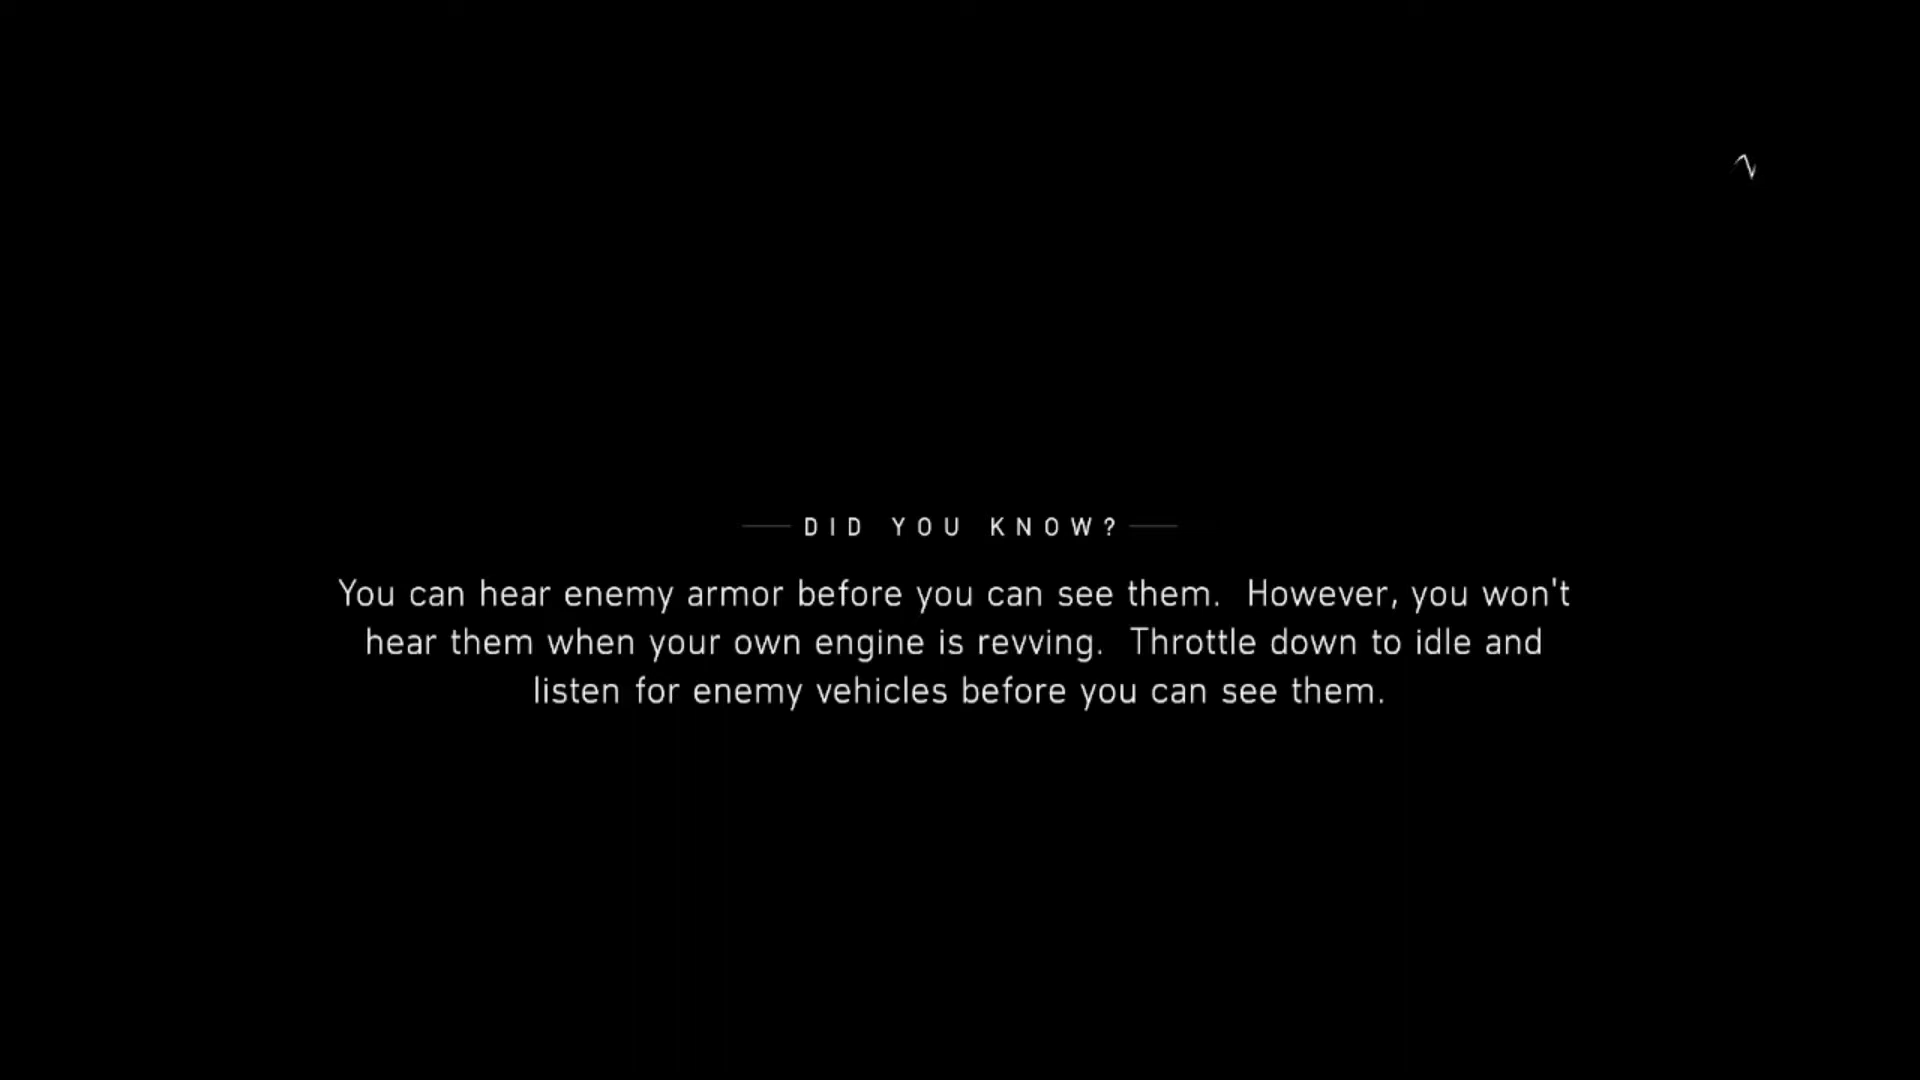 DID YOU KNOW?
You can hear enemy armor before you can see them.  However, you won't
hear them when your own engine is revving.  Throttle down to idle and
listen for enemy vehicles before you can see them.